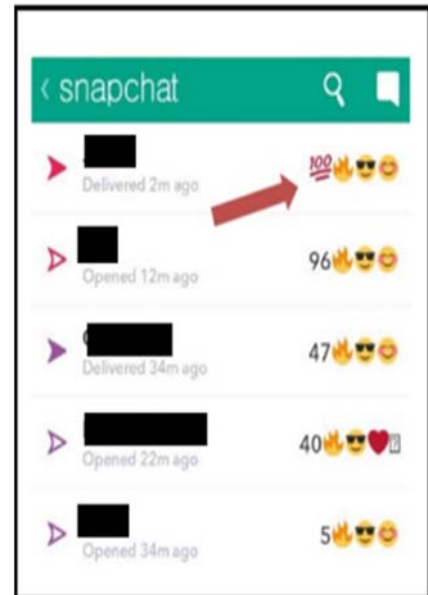 snapchat
💯🔥😎😊
Delivered 2m ago
96🔥😎😊
Opened 12m ago
47🔥😎😊
Delivered 34m ago
40🔥😎❤
Opened 22m ago
5🔥😎😊
Opened 34m ago